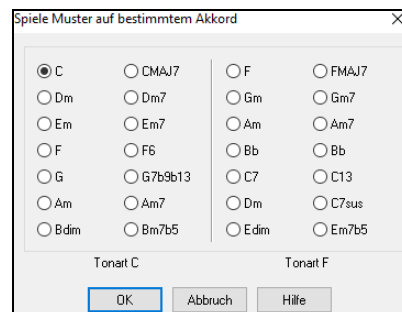 Spiele Muster auf bestimmtem Akkord
C CMAJ7 F FMAJ7
Dm Dm7 Gm Gm7
Em Em7 Am Am7
F F6 Bb Bb
G G7b9b13 C7 C13
Am Am7 Dm C7sus
Bdim Bm7b5 Edim Em7b5
Tonart C Tonart F
OK Abbruch Hilfe